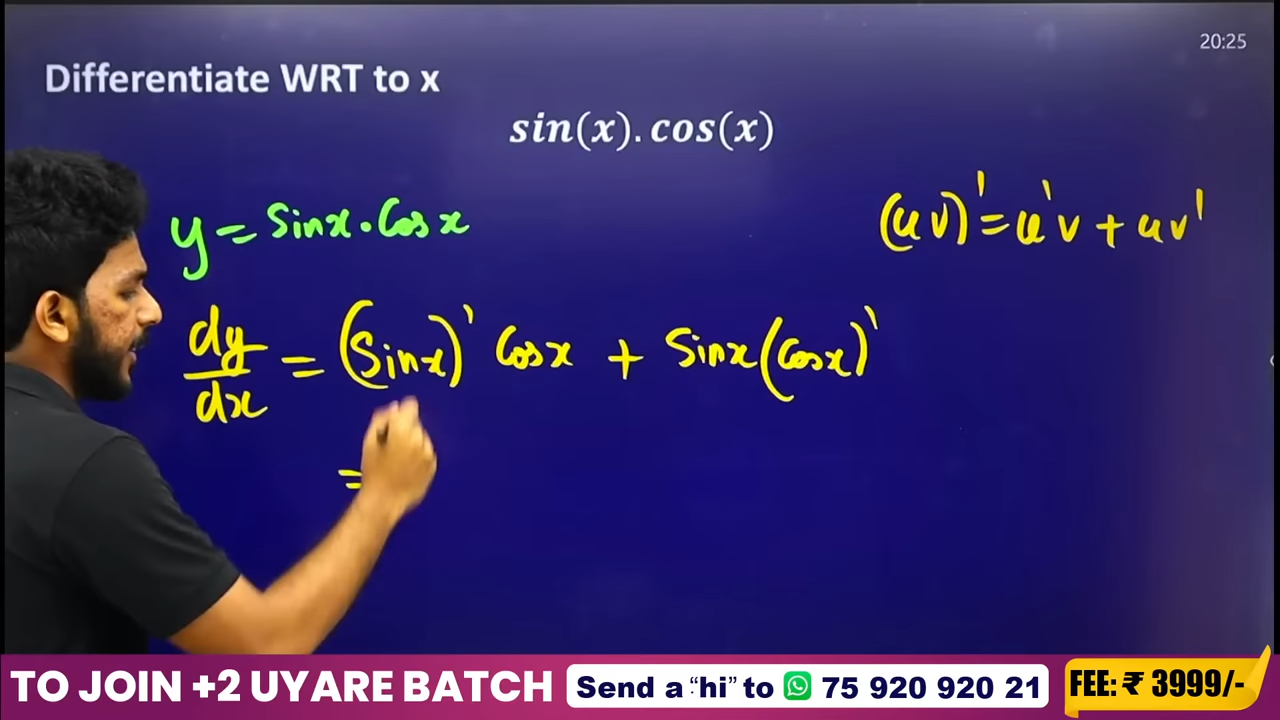 20:25
Differentiate WRT to x
sin(x).cos(x)
y = Sinx·Cosx
(uv)' = u'v + uv'
dy/dx = (Sinx)' Cosx + Sinx(Cosx)'
=
TO JOIN +2 UYARE BATCH Send a “hi” to 75 920 920 21 FEE: ₹ 3999/-